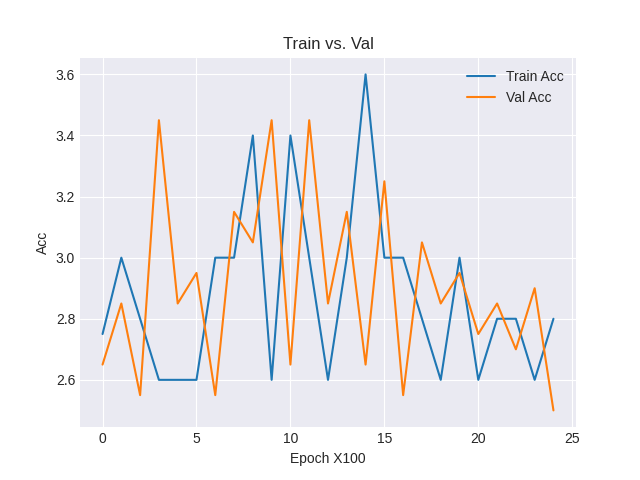 Train vs. Val
Train Acc
Val Acc
3.6
3.4
3.2
3.0
2.8
2.6
Acc
0 5 10 15 20 25
Epoch X100